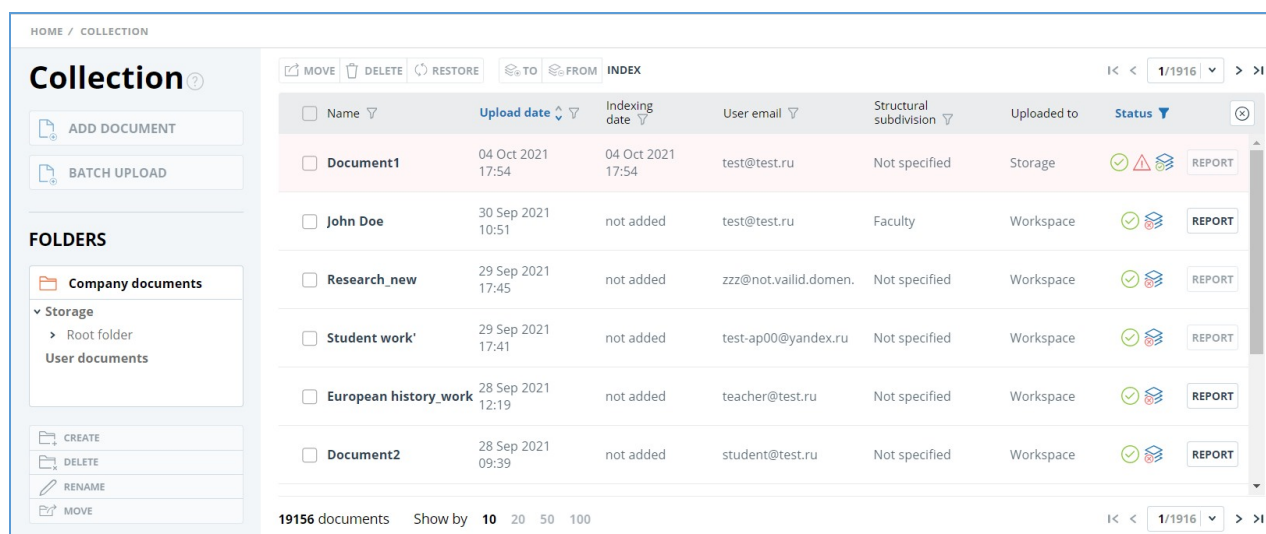 HOME / COLLECTION
Collection ?
ADD DOCUMENT
BATCH UPLOAD
FOLDERS
Company documents
Storage
Root folder
User documents
CREATE
DELETE
RENAME
MOVE
MOVE DELETE RESTORE TO FROM INDEX 1/1916
Name Upload date Indexing date User email Structural subdivision Uploaded to Status
Document1 04 Oct 2021 17:54 04 Oct 2021 17:54 test@test.ru Not specified Storage REPORT
John Doe 30 Sep 2021 10:51 not added test@test.ru Faculty Workspace REPORT
Research_new 29 Sep 2021 17:45 not added zzz@not.vailid.domen. Not specified Workspace REPORT
Student work' 29 Sep 2021 17:41 not added test-ap00@yandex.ru Not specified Workspace REPORT
European history_work 28 Sep 2021 12:19 not added teacher@test.ru Not specified Workspace REPORT
Document2 28 Sep 2021 09:39 not added student@test.ru Not specified Workspace REPORT
19156 documents Show by 10 20 50 100 1/1916